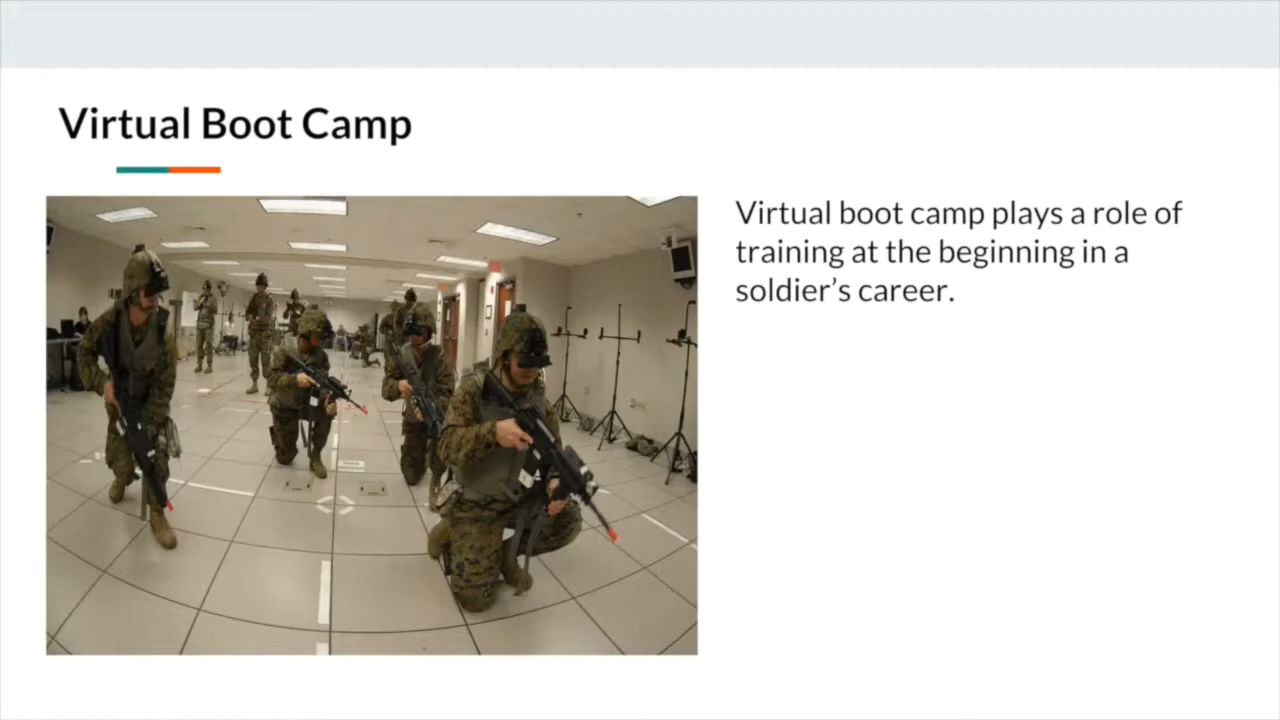 Virtual Boot Camp
Virtual boot camp plays a role of
training at the beginning in a
soldier’s career.